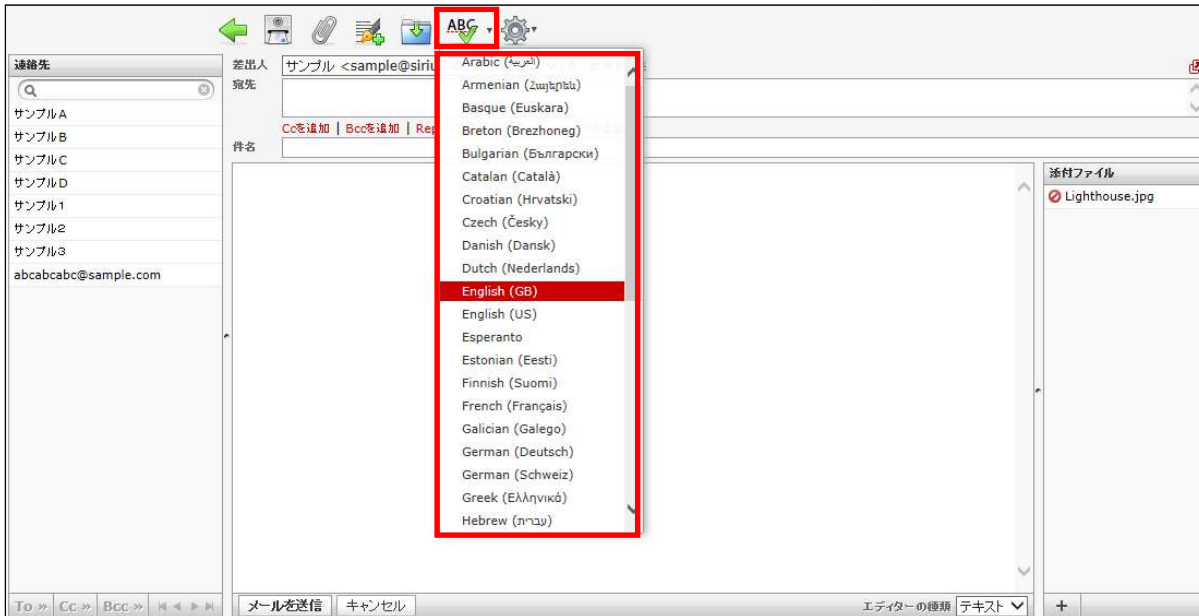 ABC
連絡先
サンプルA
サンプルB
サンプルC
サンプルD
サンプル1
サンプル2
サンプル3
abcabcabc@sample.com
To » Cc » Bcc »
差出人 サンプル <sample@siriu
宛先
Ccを追加 | Bccを追加 | Rep
件名
Arabic (العربية)
Armenian (Հայերեն)
Basque (Euskara)
Breton (Brezhoneg)
Bulgarian (Български)
Catalan (Català)
Croatian (Hrvatski)
Czech (Česky)
Danish (Dansk)
Dutch (Nederlands)
English (GB)
English (US)
Esperanto
Estonian (Eesti)
Finnish (Suomi)
French (Français)
Galician (Galego)
German (Deutsch)
German (Schweiz)
Greek (Ελληνικά)
Hebrew (עברית)
添付ファイル
Lighthouse.jpg
メールを送信 キャンセル
エディターの種類 テキスト
+